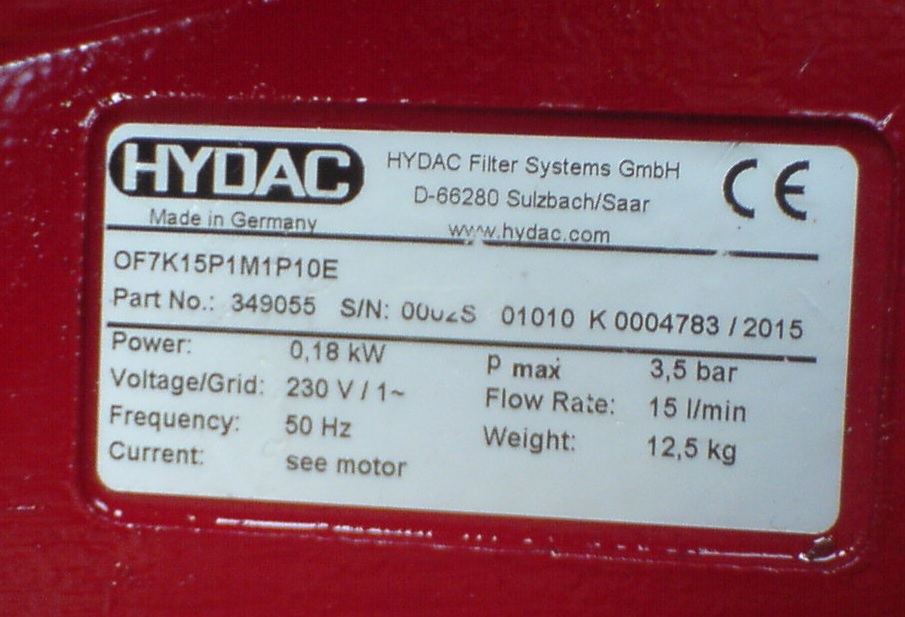 HYDAC
Made in Germany
HYDAC Filter Systems GmbH
D-66280 Sulzbach/Saar
www.hydac.com
CE
OF7K15P1M1P10E
Part No.: 349055 S/N: 01010 K 0004783 / 2015
Power: 0,18 kW
Voltage/Grid: 230 V / 1~
Frequency: 50 Hz
Current: see motor
P max 3,5 bar
Flow Rate: 15 l/min
Weight: 12,5 kg